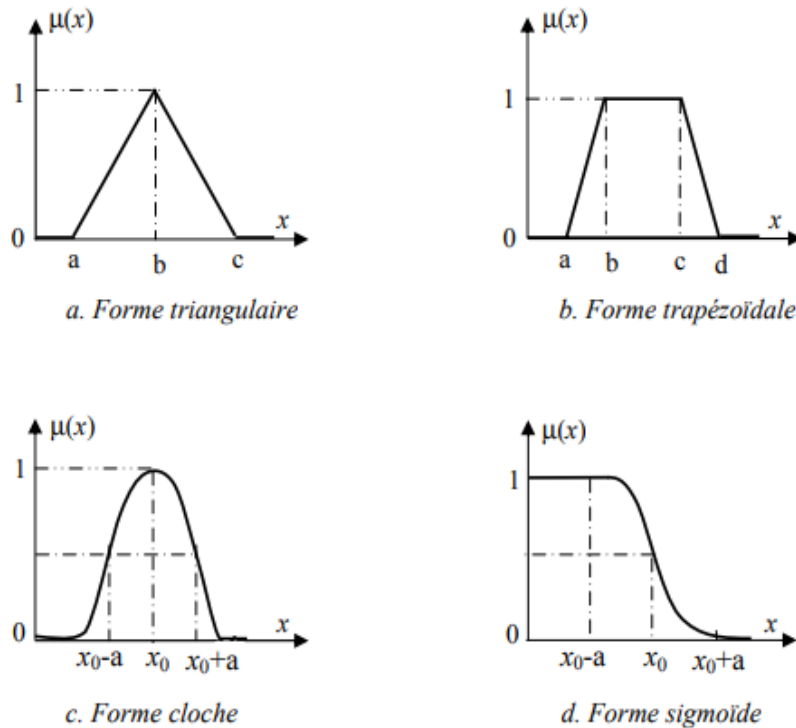 μ(x)
1
0
a b c
x
a. Forme triangulaire
μ(x)
1
0
a b c d
x
b. Forme trapézoïdale
μ(x)
1
0
x₀-a x₀ x₀+a
x
c. Forme cloche
μ(x)
1
0
x₀-a x₀ x₀+a
x
d. Forme sigmoïde